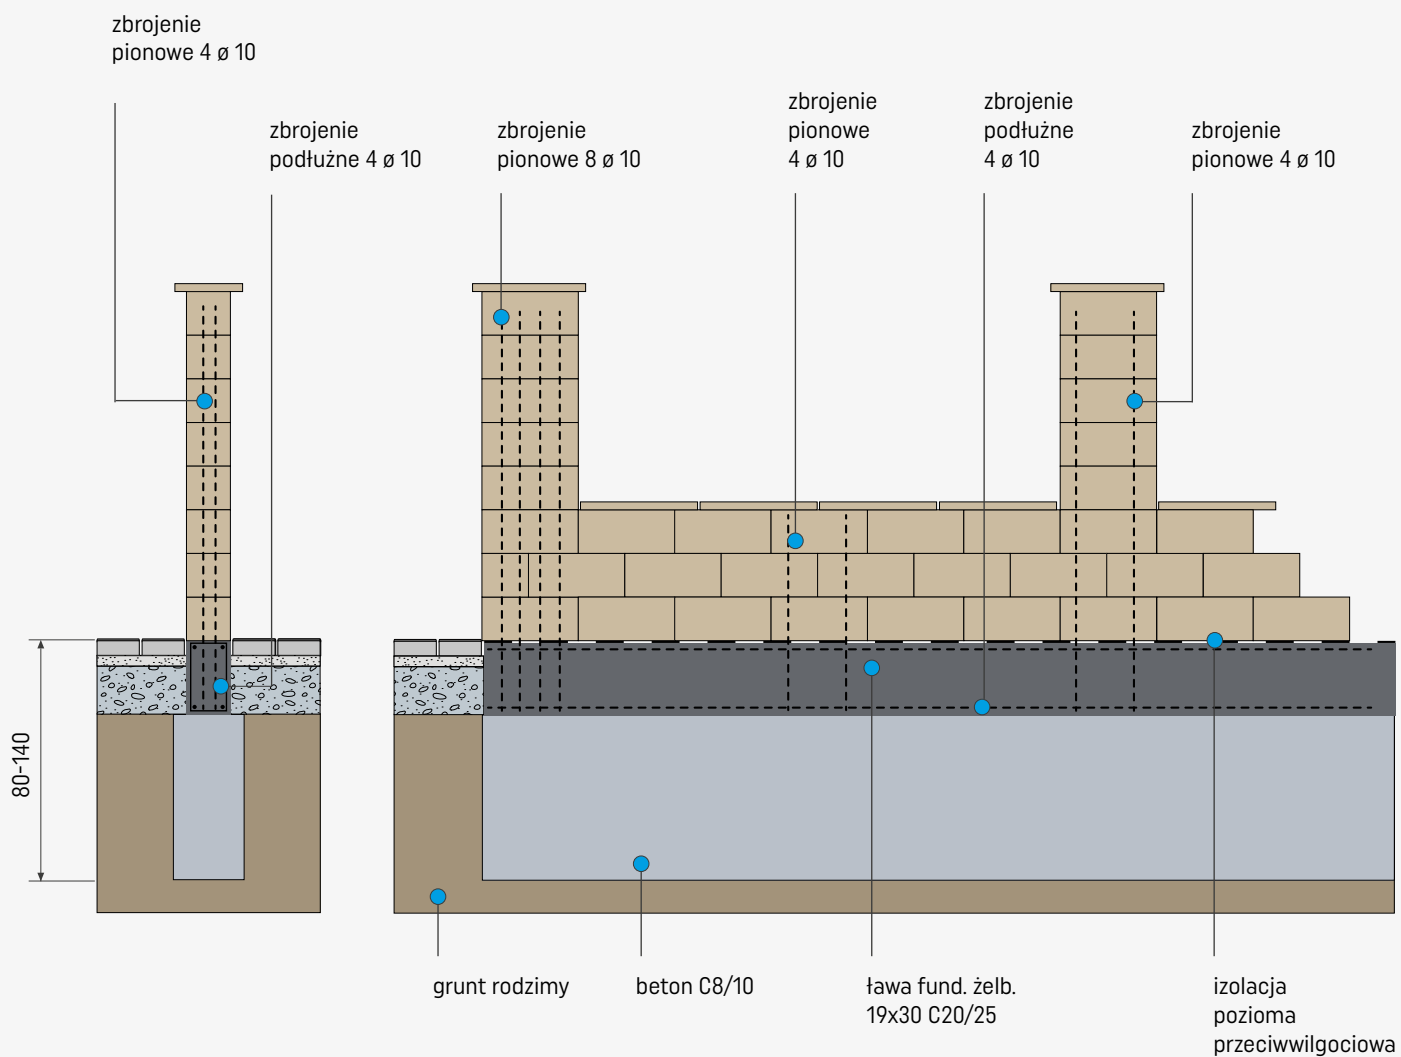 zbrojenie
pionowe 4 ø 10
zbrojenie
podłużne 4 ø 10
zbrojenie
pionowe 8 ø 10
zbrojenie
pionowe
4 ø 10
zbrojenie
podłużne
4 ø 10
zbrojenie
pionowe 4 ø 10
80-140
grunt rodzimy
beton C8/10
ława fund. żelb.
19x30 C20/25
izolacja
pozioma
przeciwwilgociowa